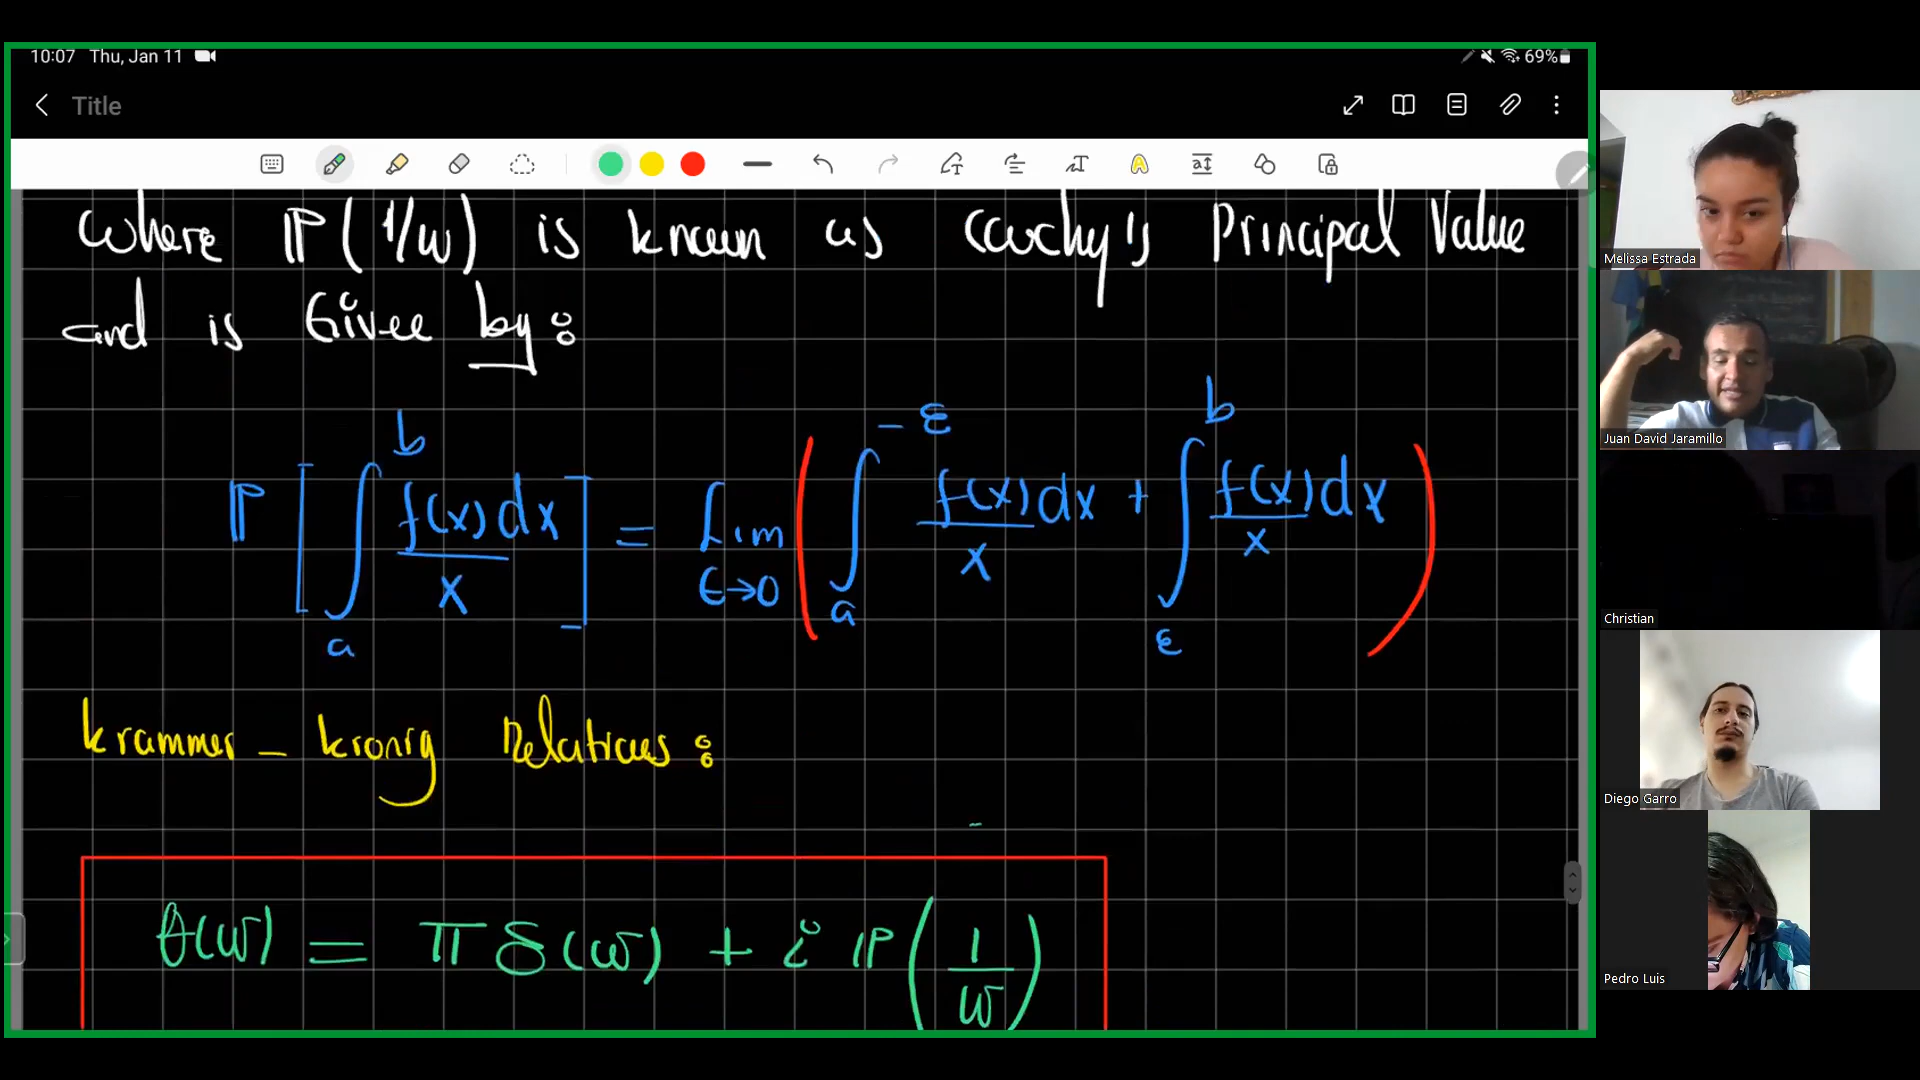 10:07 Thu, Jan 11
69%
Title
where ℙ(1/w) is known as Cauchy's Principal Value
and is Givee by:
ℙ [ ∫_a^b f(x)/x dx ] = Lim_{ε→0} ( ∫_a^{-ε} f(x)/x dx + ∫_ε^b f(x)/x dx )
Krammer - kronig Relations:
θ(ω) = π δ(ω) + i ℙ(1/ω)
Melissa Estrada
Juan David Jaramillo
Christian
Diego Garro
Pedro Luis